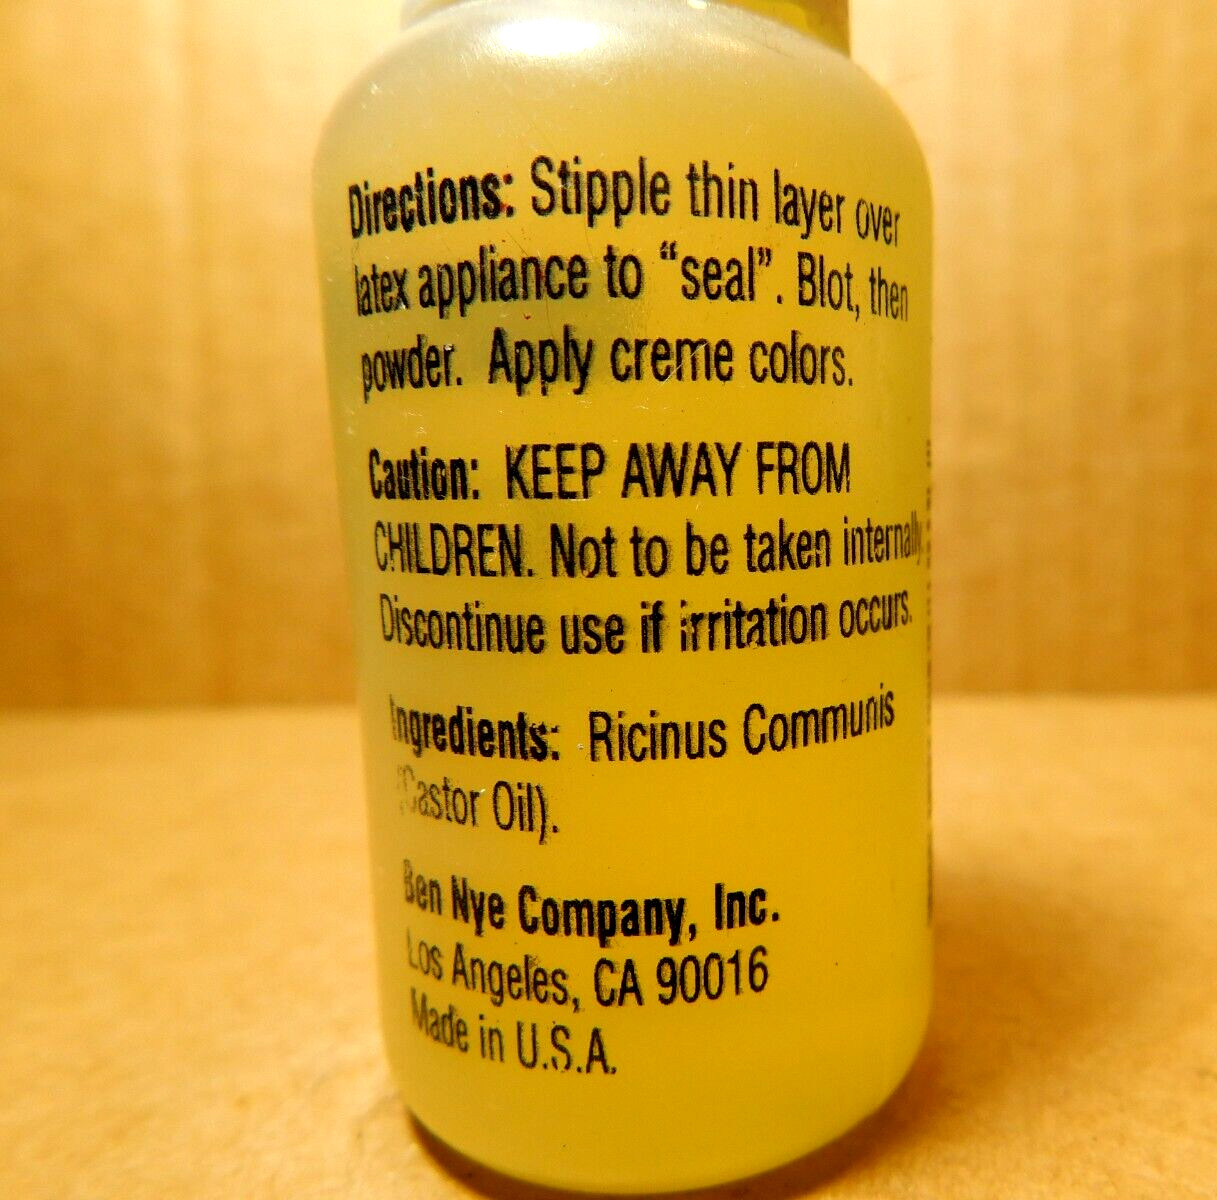 Directions: Stipple thin layer over
latex appliance to “seal”. Blot, then
powder. Apply creme colors.
Caution: KEEP AWAY FROM
CHILDREN. Not to be taken internally.
Discontinue use if irritation occurs.
Ingredients: Ricinus Communis
(Castor Oil).
Ben Nye Company, Inc.
Los Angeles, CA 90016
Made in U.S.A.